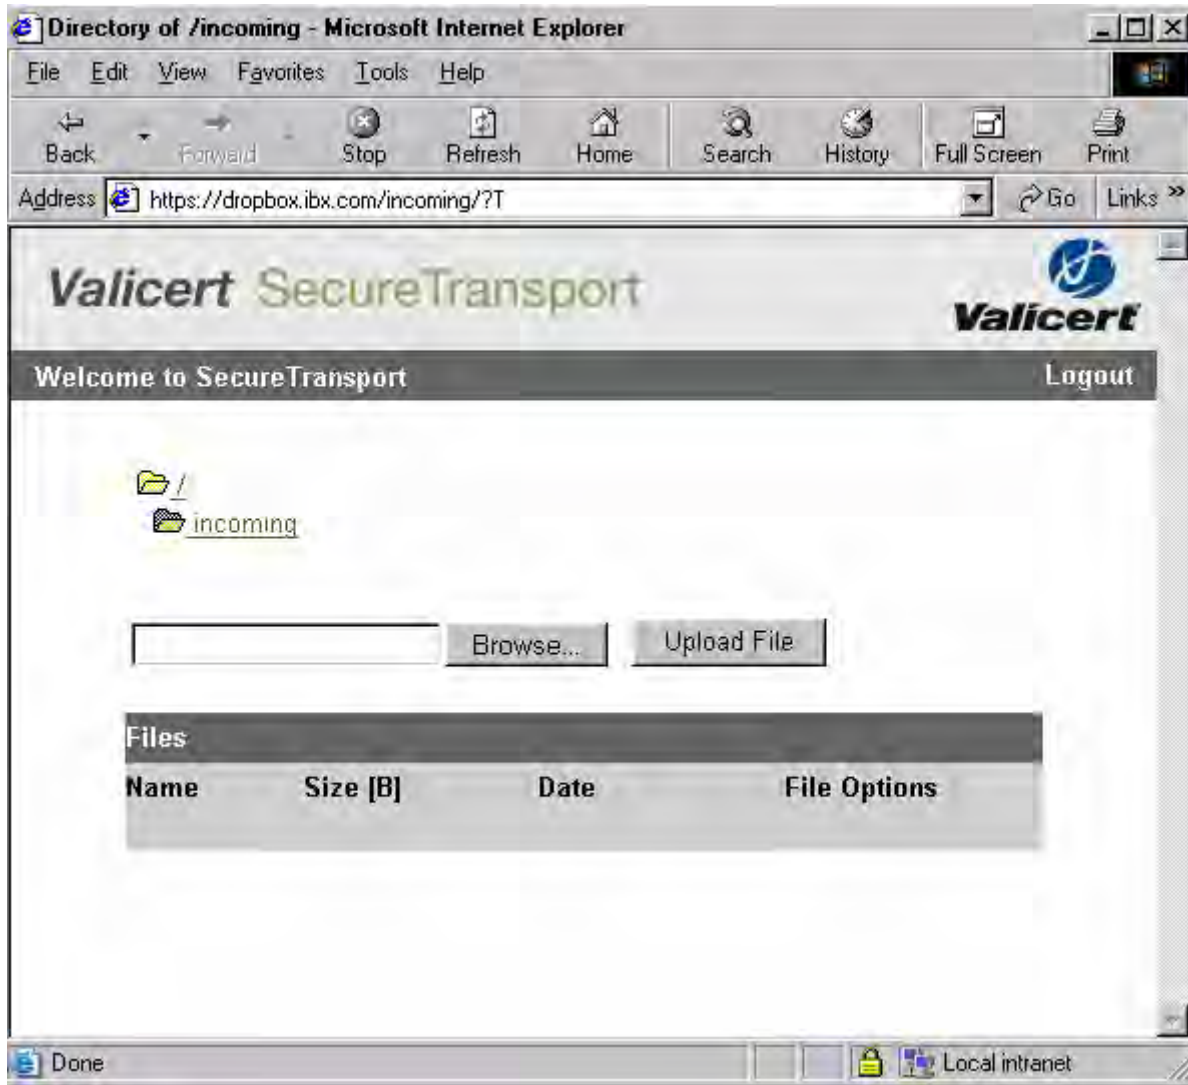 Directory of /incoming - Microsoft Internet Explorer
File Edit View Favorites Tools Help
Back Forward Stop Refresh Home Search History Full Screen Print
Address https://dropbox.ibx.com/incoming/?T Go Links »
Valicert SecureTransport
Valicert
Welcome to SecureTransport Logout
/
incoming
Browse... Upload File
Files
Name Size [B] Date File Options
Done Local intranet